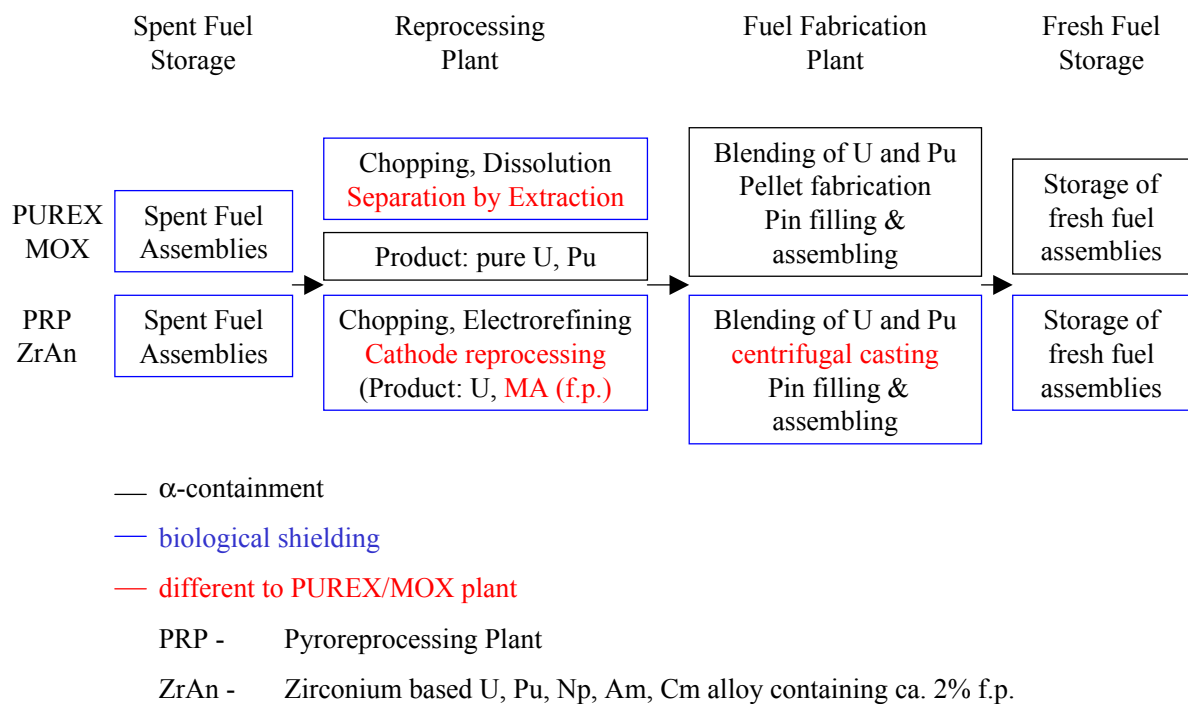 Spent Fuel
Storage
Reprocessing
Plant
Fuel Fabrication
Plant
Fresh Fuel
Storage
PUREX
MOX
Spent Fuel
Assemblies
Chopping, Dissolution
Separation by Extraction
Product: pure U, Pu
Blending of U and Pu
Pellet fabrication
Pin filling &
assembling
Storage of
fresh fuel
assemblies
PRP
ZrAn
Spent Fuel
Assemblies
Chopping, Electrorefining
Cathode reprocessing
(Product: U, MA (f.p.)
Blending of U and Pu
centrifugal casting
Pin filling &
assembling
Storage of
fresh fuel
assemblies
α-containment
biological shielding
different to PUREX/MOX plant
PRP - Pyroreprocessing Plant
ZrAn - Zirconium based U, Pu, Np, Am, Cm alloy containing ca. 2% f.p.